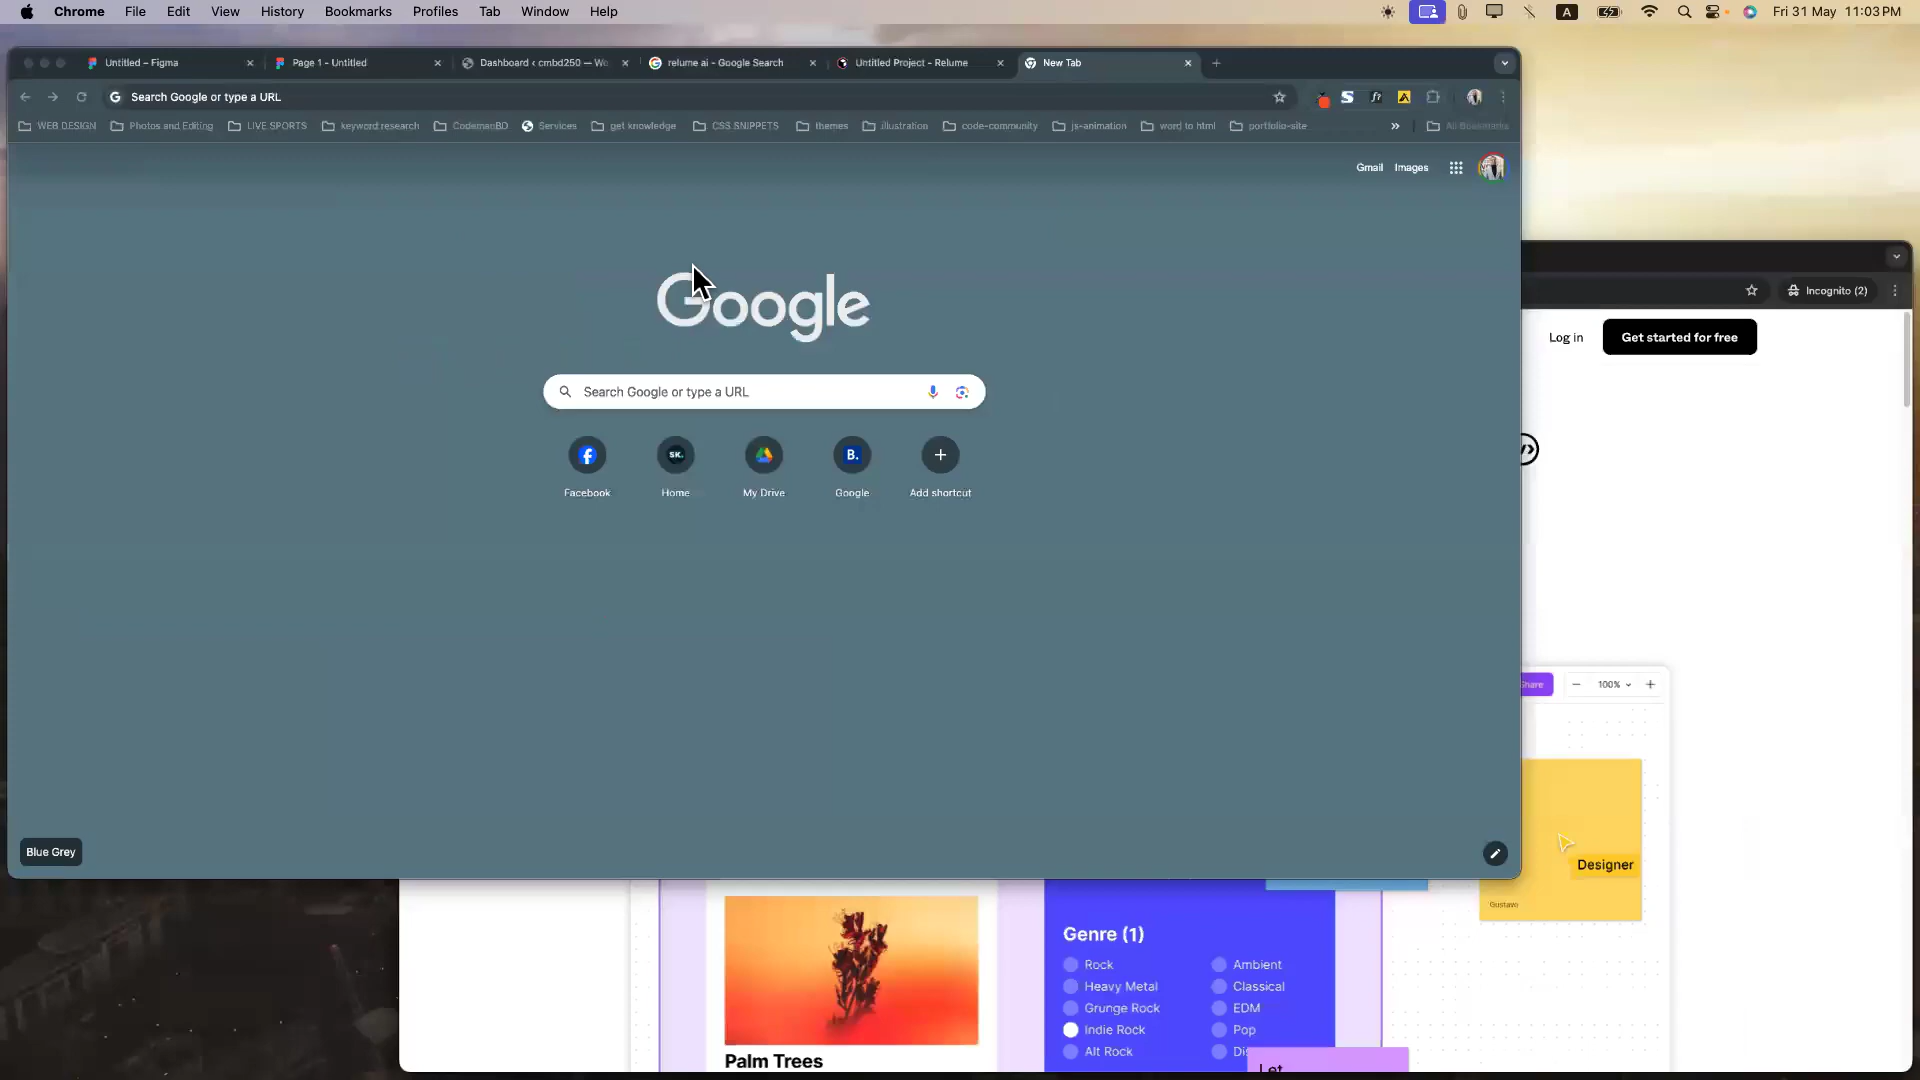 Chrome File Edit View History Bookmarks Profiles Tab Window Help
A Fri 31 May 11:03 PM
Untitled – Figma
Page 1 - Untitled
Dashboard ‹ cmbd250 — Wo
relume ai - Google Search
Untitled Project - Relume
New Tab
Search Google or type a URL
WEB DESIGN Photos and Editing LIVE SPORTS keyword research CodemanBD Services get knowledge CSS SNIPPETS themes illustration code-community js-animation word to html portfolio-site » All Bookmarks
Gmail Images
Google
Search Google or type a URL
Facebook
SK.
Home
My Drive
B.
Google
Add shortcut
Blue Grey
Incognito (2)
Log in
Get started for free
Share
100%
Designer
Gustavo
Genre (1)
Rock
Ambient
Heavy Metal
Classical
Grunge Rock
EDM
Indie Rock
Pop
Alt Rock
Palm Trees